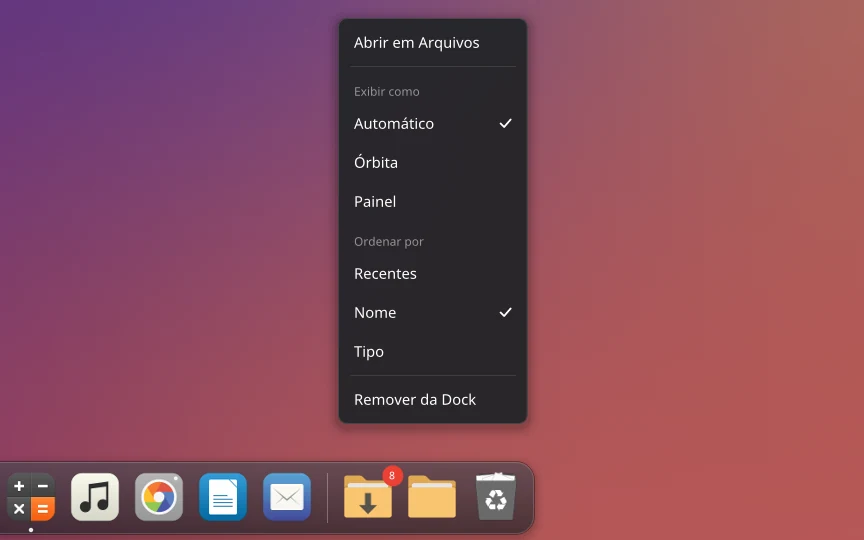 Abrir em Arquivos
Exibir como
Automático
Órbita
Painel
Ordenar por
Recentes
Nome
Tipo
Remover da Dock
8